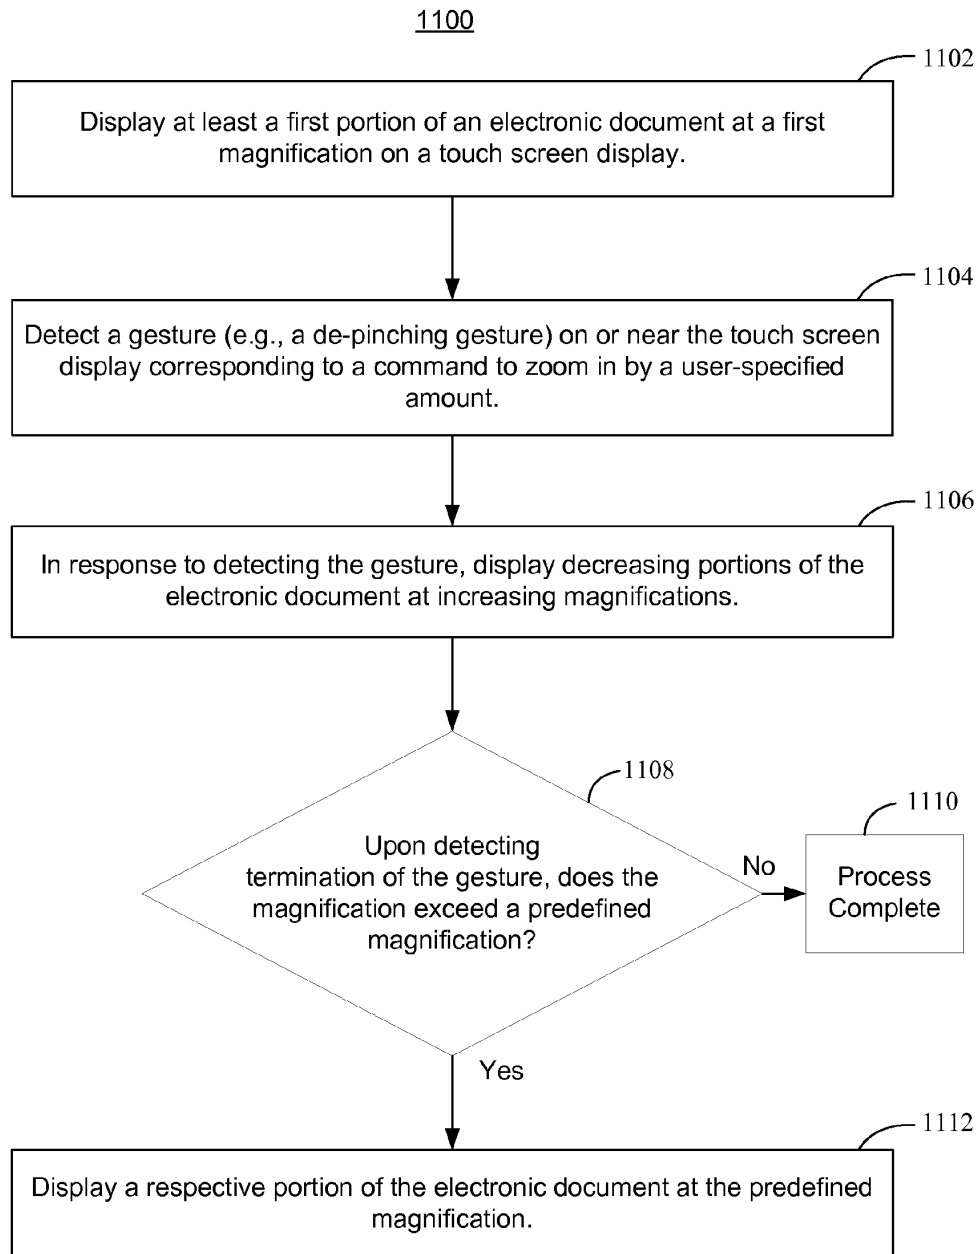 1100
1102
Display at least a first portion of an electronic document at a first
magnification on a touch screen display.
1104
Detect a gesture (e.g., a de-pinching gesture) on or near the touch screen
display corresponding to a command to zoom in by a user-specified
amount.
1106
In response to detecting the gesture, display decreasing portions of the
electronic document at increasing magnifications.
1108
Upon detecting
termination of the gesture, does the
magnification exceed a predefined
magnification?
No
1110
Process
Complete
Yes
1112
Display a respective portion of the electronic document at the predefined
magnification.